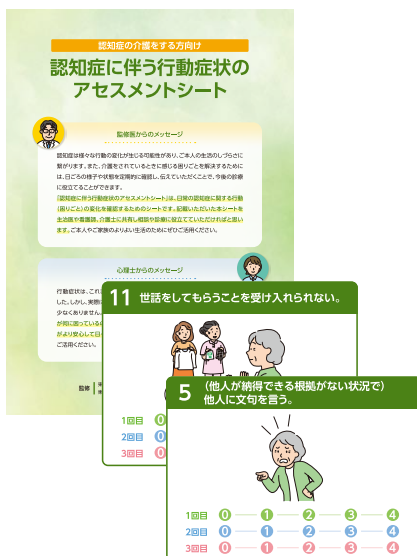 認知症の介護をする方向け
認知症に伴う行動症状の
アセスメントシート
監修医からのメッセージ
認知症は様々な行動の変化が生じる可能性があり、ご本人の生活のしづらさに
繋がります。また、介護をされているときに感じる困りごとを解決するために
は、日ごろの様子や状態を定期的に確認し、伝えていただくことで、今後の診療
に役立てることができます。
「認知症に伴う行動症状のアセスメントシート」は、日常の認知症に関する行動
(困りごと)の変化を確認するためのシートです。記載いただいた本シートを
主治医や看護師、介護士に共有し相談や診療に役立てていただければと思い
ます。ご本人やご家族のよりよい生活のためにぜひご活用ください。
心理士からのメッセージ
行動症状は、これ
した。しかし、実際に
少なくありません。
が何に困っている
がより安心して日
ご活用ください。
監修
11 世話をしてもらうことを受け入れられない。
1回目 0
2回目 0
3回目 0
5 (他人が納得できる根拠がない状況で)
他人に文句を言う。
1回目 0 1 2 3 4
2回目 0 1 2 3 4
3回目 0 1 2 3 4